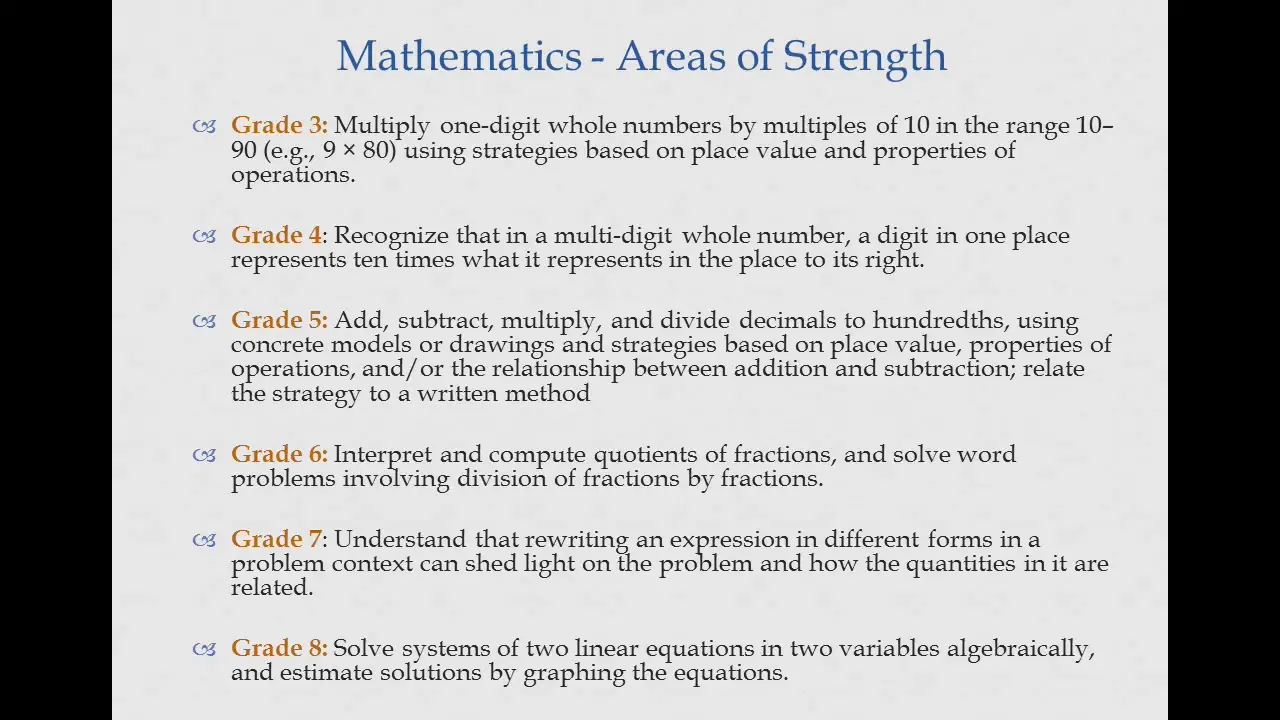 Mathematics - Areas of Strength
Grade 3: Multiply one-digit whole numbers by multiples of 10 in the range 10–
90 (e.g., 9 × 80) using strategies based on place value and properties of
operations.
Grade 4: Recognize that in a multi-digit whole number, a digit in one place
represents ten times what it represents in the place to its right.
Grade 5: Add, subtract, multiply, and divide decimals to hundredths, using
concrete models or drawings and strategies based on place value, properties of
operations, and/or the relationship between addition and subtraction; relate
the strategy to a written method
Grade 6: Interpret and compute quotients of fractions, and solve word
problems involving division of fractions by fractions.
Grade 7: Understand that rewriting an expression in different forms in a
problem context can shed light on the problem and how the quantities in it are
related.
Grade 8: Solve systems of two linear equations in two variables algebraically,
and estimate solutions by graphing the equations.